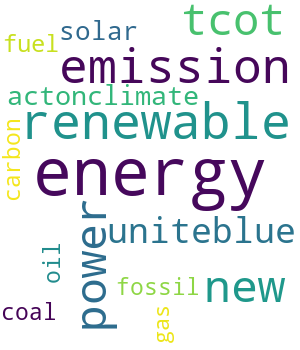 tcot
solar
fuel
emission
actonclimate
renewable
carbon
energy
power
uniteblue
oil
fossil
new
coal
gas